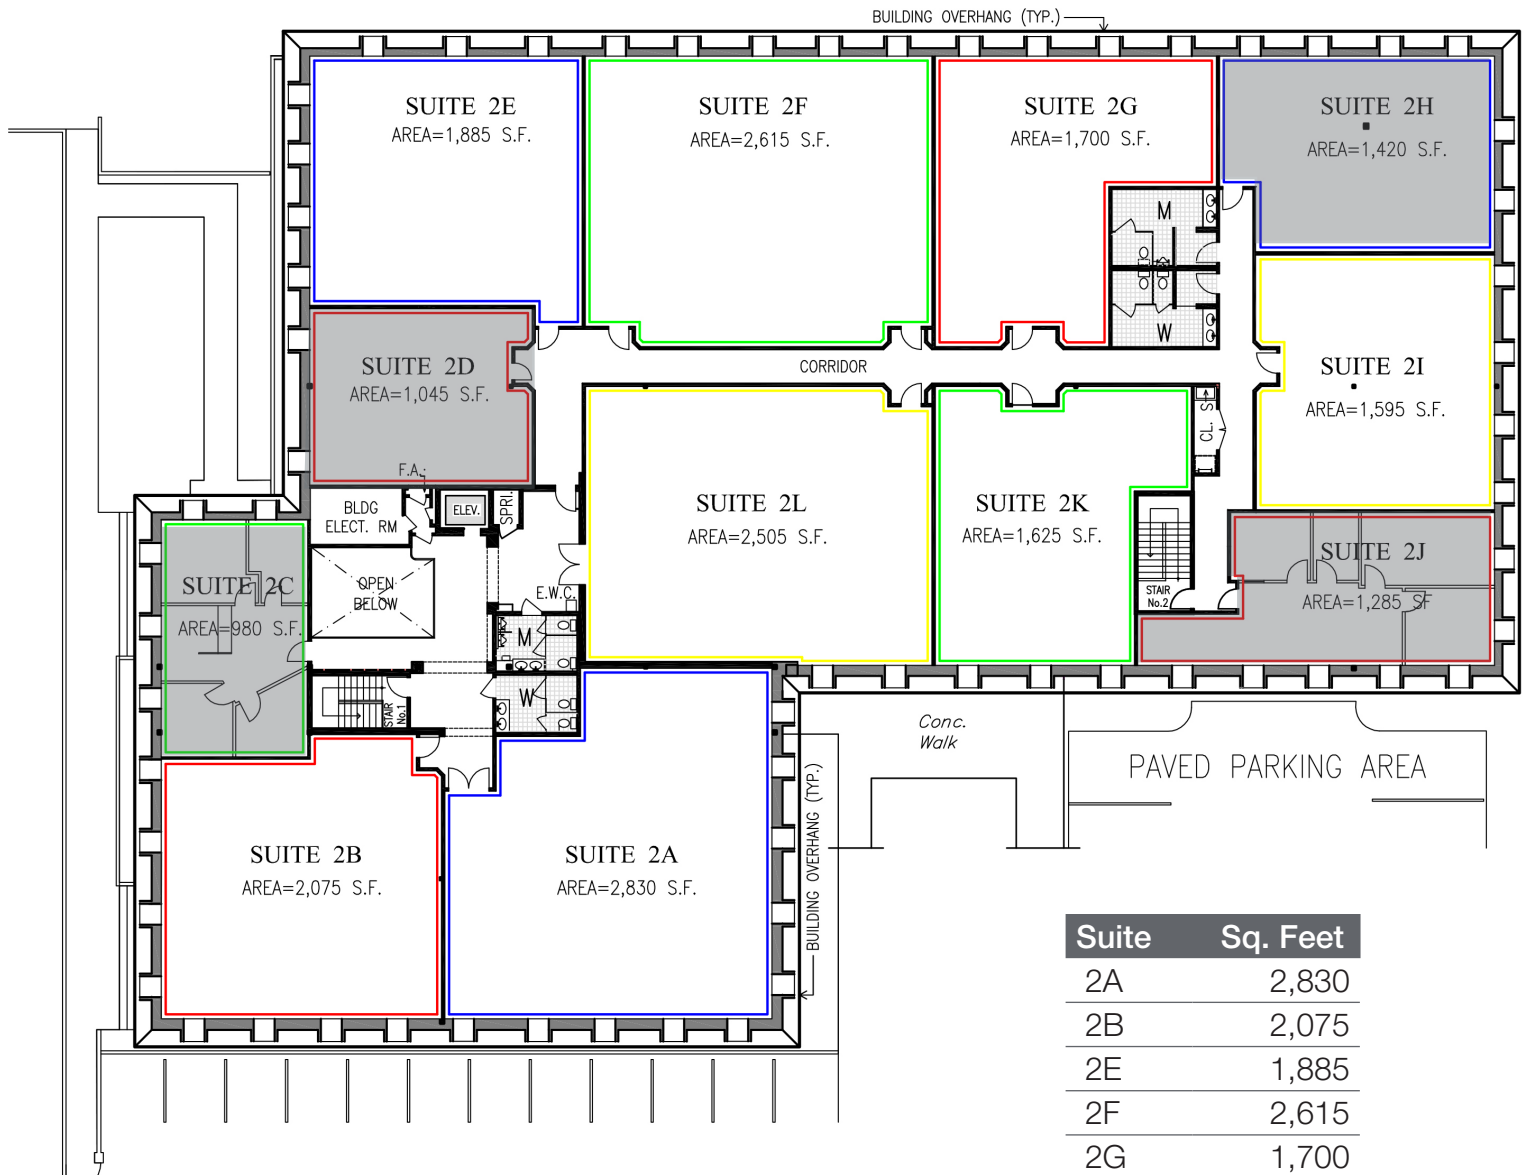 BUILDING OVERHANG (TYP.)
SUITE 2E
AREA=1,885 S.F.
SUITE 2F
AREA=2,615 S.F.
SUITE 2G
AREA=1,700 S.F.
SUITE 2H
AREA=1,420 S.F.
M
W
SUITE 2D
AREA=1,045 S.F.
CORRIDOR
SUITE 2I
AREA=1,595 S.F.
CL.
S
F.A.
BLDG
ELECT. RM
ELEV.
SPRI.
SUITE 2L
AREA=2,505 S.F.
SUITE 2K
AREA=1,625 S.F.
SUITE 2J
AREA=1,285 SF
STAIR
No.2
SUITE 2C
AREA=980 S.F.
OPEN
BELOW
E.W.C.
M
W
STAIR
No.1
Conc.
Walk
PAVED PARKING AREA
BUILDING OVERHANG (TYP.)
SUITE 2B
AREA=2,075 S.F.
SUITE 2A
AREA=2,830 S.F.
Suite Sq. Feet
2A 2,830
2B 2,075
2E 1,885
2F 2,615
2G 1,700